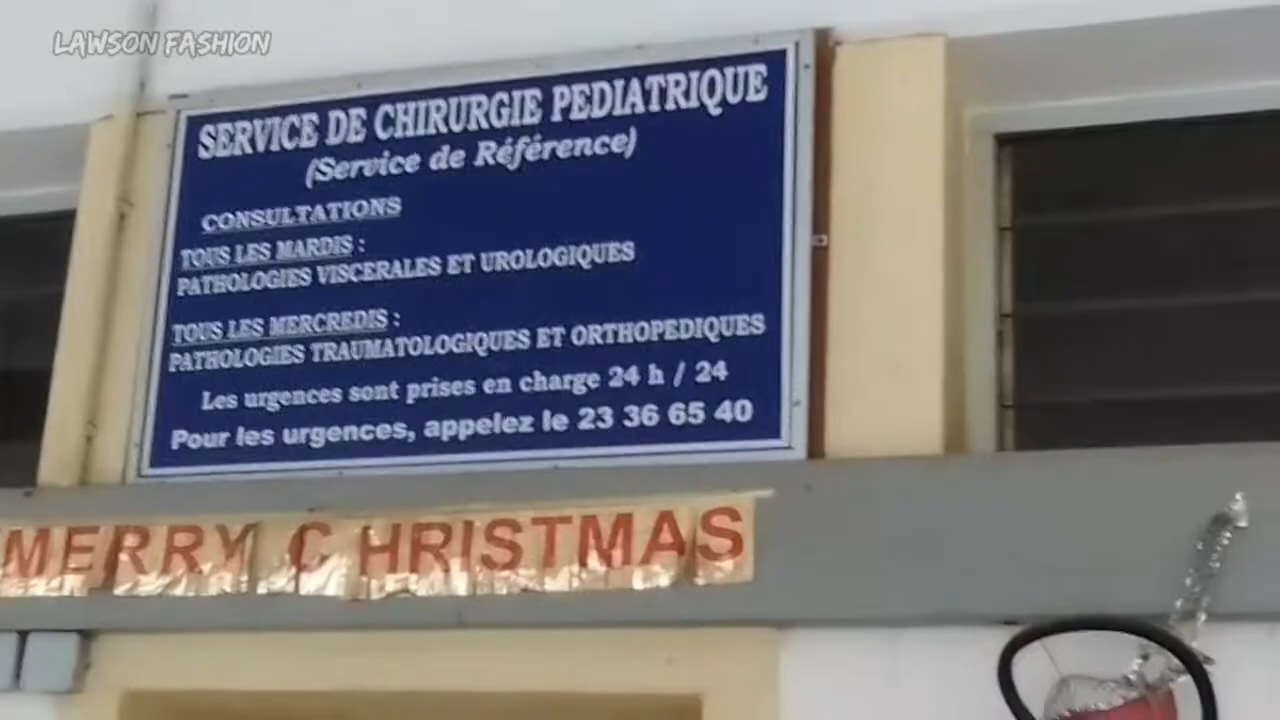 LAWSON FASHION
SERVICE DE CHIRURGIE PEDIATRIQUE
(Service de Référence)
CONSULTATIONS
TOUS LES MARDIS :
PATHOLOGIES VISCERALES ET UROLOGIQUES
TOUS LES MERCREDIS :
PATHOLOGIES TRAUMATOLOGIQUES ET ORTHOPEDIQUES
Les urgences sont prises en charge 24 h / 24
Pour les urgences, appelez le 23 36 65 40
MERRY C HRISTMAS